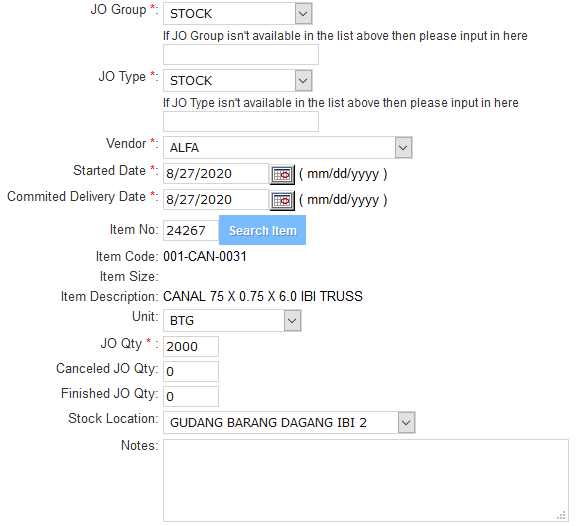 JO Group *: STOCK
If JO Group isn't available in the list above then please input in here
JO Type *: STOCK
If JO Type isn't available in the list above then please input in here
Vendor *: ALFA
Started Date *: 8/27/2020 ( mm/dd/yyyy )
Commited Delivery Date *: 8/27/2020 ( mm/dd/yyyy )
Item No: 24267 Search Item
Item Code: 001-CAN-0031
Item Size:
Item Description: CANAL 75 X 0.75 X 6.0 IBI TRUSS
Unit: BTG
JO Qty * : 2000
Canceled JO Qty: 0
Finished JO Qty: 0
Stock Location: GUDANG BARANG DAGANG IBI 2
Notes: